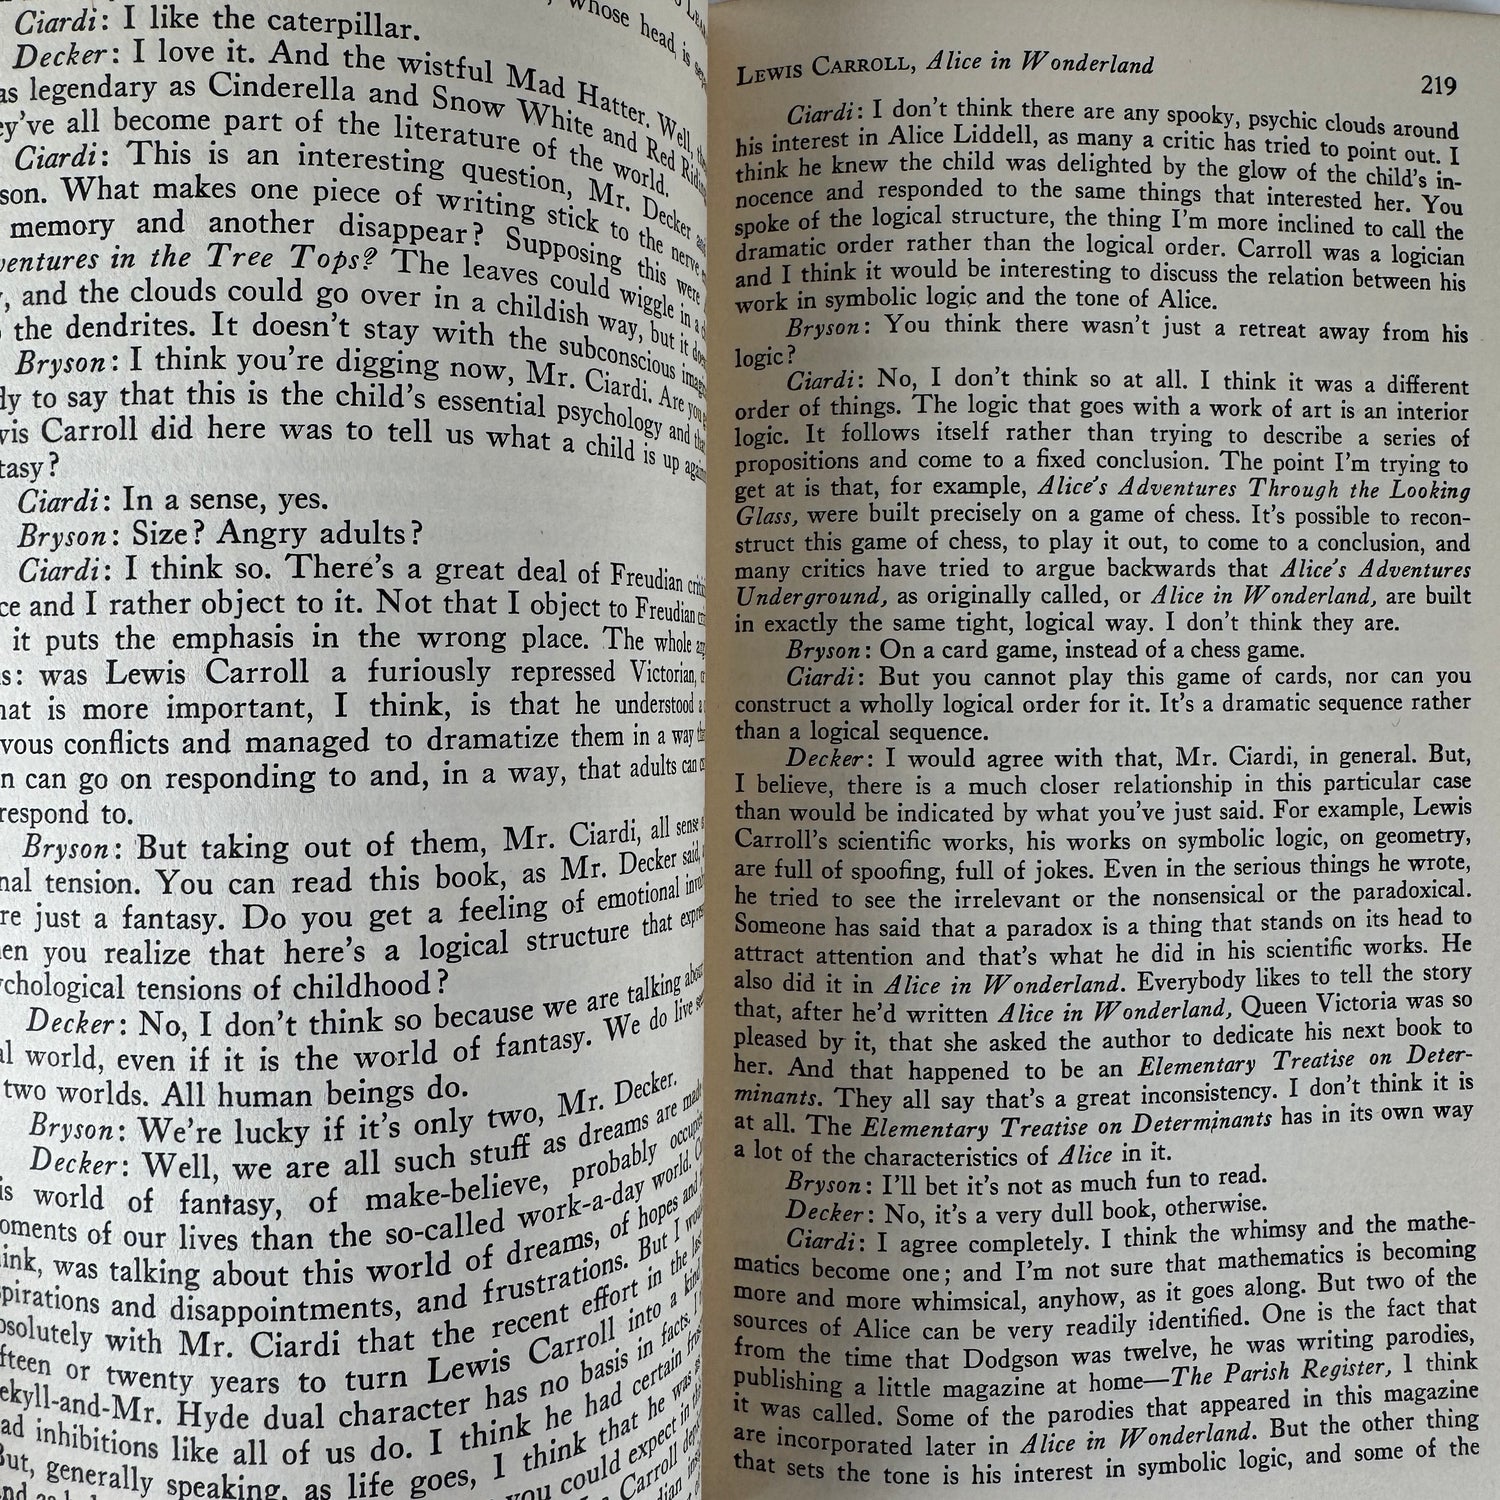 whose head is
Ciardi: I like the caterpillar.
Decker: I love it. And the wistful Mad Hatter. Well,
as legendary as Cinderella and Snow White and Red
they've all become part of the literature of the world.
Ciardi: This is an interesting question, Mr. Decker and
son. What makes one piece of writing stick to the nerve
memory and another disappear? Supposing this were
ventures in the Tree Tops? The leaves could wiggle in a
and the clouds could go over in a childish way, but it
the dendrites. It doesn't stay with the subconscious
Bryson: I think you're digging now, Mr. Ciardi. Are you
dy to say that this is the child's essential psychology and
vis Carroll did here was to tell us what a child is up
tasy?
Ciardi: In a sense, yes.
Bryson: Size? Angry adults?
Ciardi: I think so. There's a great deal of Freudian
ce and I rather object to it. Not that I object to Freudian
it puts the emphasis in the wrong place. The whole
s: was Lewis Carroll a furiously repressed Victorian,
hat is more important, I think, is that he understood
vous conflicts and managed to dramatize them in a way
n can go on responding to and, in a way, that adults can
respond to.
Bryson: But taking out of them, Mr. Ciardi, all sense
nal tension. You can read this book, as Mr. Decker said,
re just a fantasy. Do you get a feeling of emotional
en you realize that here's a logical structure that
ychological tensions of childhood?
Decker: No, I don't think so because we are talking about
al world, even if it is the world of fantasy. We do live
two worlds. All human beings do.
Bryson: We're lucky if it's only two, Mr. Decker.
Decker: Well, we are all such stuff as dreams are made
is world of fantasy, of make-believe, probably
oments of our lives than the so-called work-a-day world.
ink, was talking about this world of dreams, of hopes and
pirations and disappointments, and frustrations. But I
osolutely with Mr. Ciardi that the recent effort in the
fteen or twenty years to turn Lewis Carroll into a kind
ekyll-and-Mr. Hyde dual character has no basis in facts.
ad inhibitions like all of us do. I think he had certain
But, generally speaking, as life goes, I think that he was
you could expect in
Carroll
LEWIS CARROLL, Alice in Wonderland
219
Ciardi: I don't think there are any spooky, psychic clouds around
his interest in Alice Liddell, as many a critic has tried to point out. I
think he knew the child was delighted by the glow of the child's in-
nocence and responded to the same things that interested her. You
spoke of the logical structure, the thing I'm more inclined to call the
dramatic order rather than the logical order. Carroll was a logician
and I think it would be interesting to discuss the relation between his
work in symbolic logic and the tone of Alice.
Bryson: You think there wasn't just a retreat away from his
logic?
Ciardi: No, I don't think so at all. I think it was a different
order of things. The logic that goes with a work of art is an interior
logic. It follows itself rather than trying to describe a series of
propositions and come to a fixed conclusion. The point I'm trying to
get at is that, for example, Alice's Adventures Through the Looking
Glass, were built precisely on a game of chess. It's possible to recon-
struct this game of chess, to play it out, to come to a conclusion, and
many critics have tried to argue backwards that Alice's Adventures
Underground, as originally called, or Alice in Wonderland, are built
in exactly the same tight, logical way. I don't think they are.
Bryson: On a card game, instead of a chess game.
Ciardi: But you cannot play this game of cards, nor can you
construct a wholly logical order for it. It's a dramatic sequence rather
than a logical sequence.
Decker: I would agree with that, Mr. Ciardi, in general. But,
I believe, there is a much closer relationship in this particular case
than would be indicated by what you've just said. For example, Lewis
Carroll's scientific works, his works on symbolic logic, on geometry,
are full of spoofing, full of jokes. Even in the serious things he wrote,
he tried to see the irrelevant or the nonsensical or the paradoxical.
Someone has said that a paradox is a thing that stands on its head to
attract attention and that's what he did in his scientific works. He
also did it in Alice in Wonderland. Everybody likes to tell the story
that, after he'd written Alice in Wonderland, Queen Victoria was so
pleased by it, that she asked the author to dedicate his next book to
her. And that happened to be an Elementary Treatise on Deter-
minants. They all say that's a great inconsistency. I don't think it is
at all. The Elementary Treatise on Determinants has in its own way
a lot of the characteristics of Alice in it.
Bryson: I'll bet it's not as much fun to read.
Decker: No, it's a very dull book, otherwise.
Ciardi: I agree completely. I think the whimsy and the mathe-
matics become one; and I'm not sure that mathematics is becoming
more and more whimsical, anyhow, as it goes along. But two of the
sources of Alice can be very readily identified. One is the fact that
from the time that Dodgson was twelve, he was writing parodies,
publishing a little magazine at home—The Parish Register, I think
it was called. Some of the parodies that appeared in this magazine
are incorporated later in Alice in Wonderland. But the other thing
that sets the tone is his interest in symbolic logic, and some of the